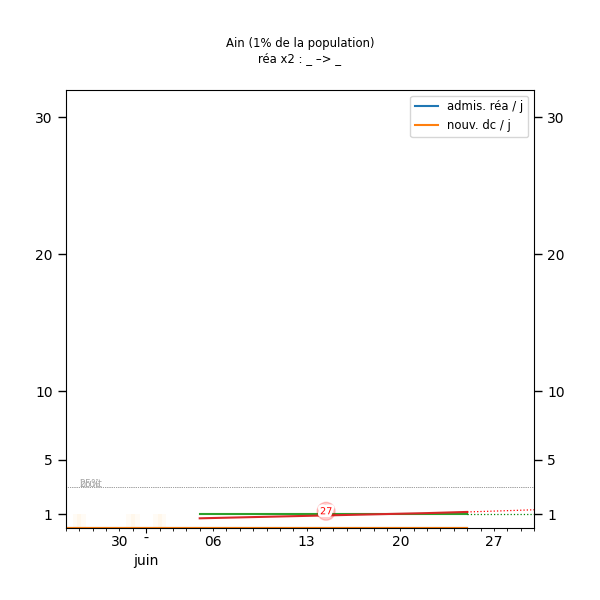 Ain (1% de la population)
réa x2 : _ –> _
admis. réa / j
nouv. dc / j
30 30
20 20
10 10
5 5
1 1
27
30 - 06 13 20 27
juin